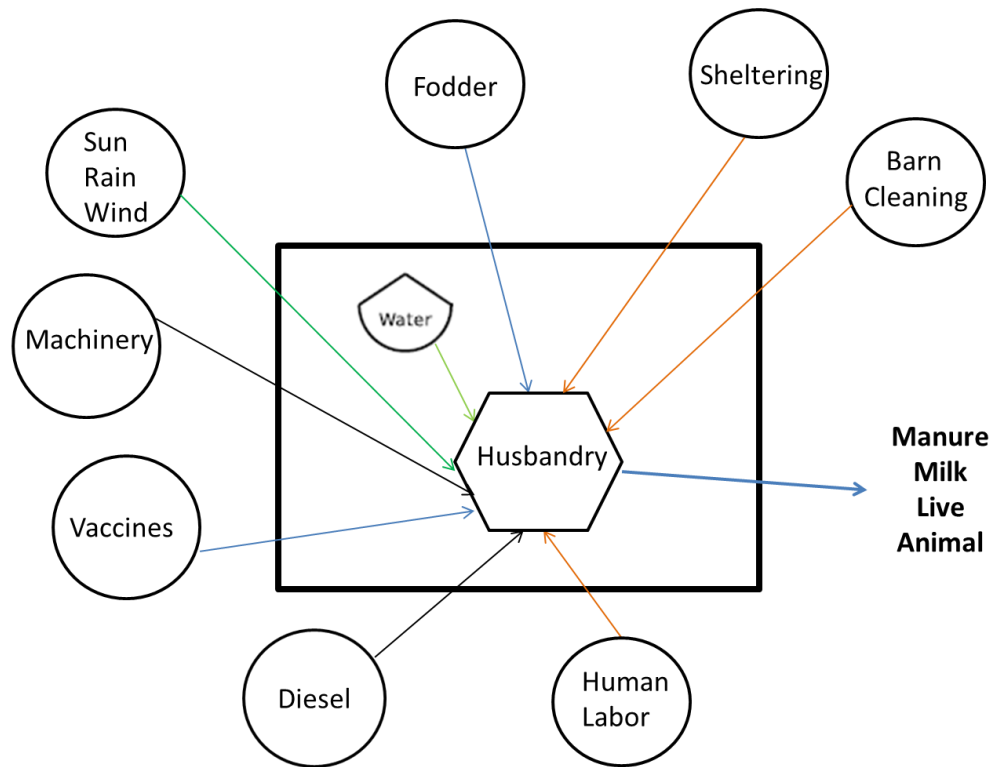 Fodder
Sheltering
Sun
Rain
Wind
Barn
Cleaning
Water
Machinery
Husbandry
Manure
Milk
Live
Animal
Vaccines
Diesel
Human
Labor